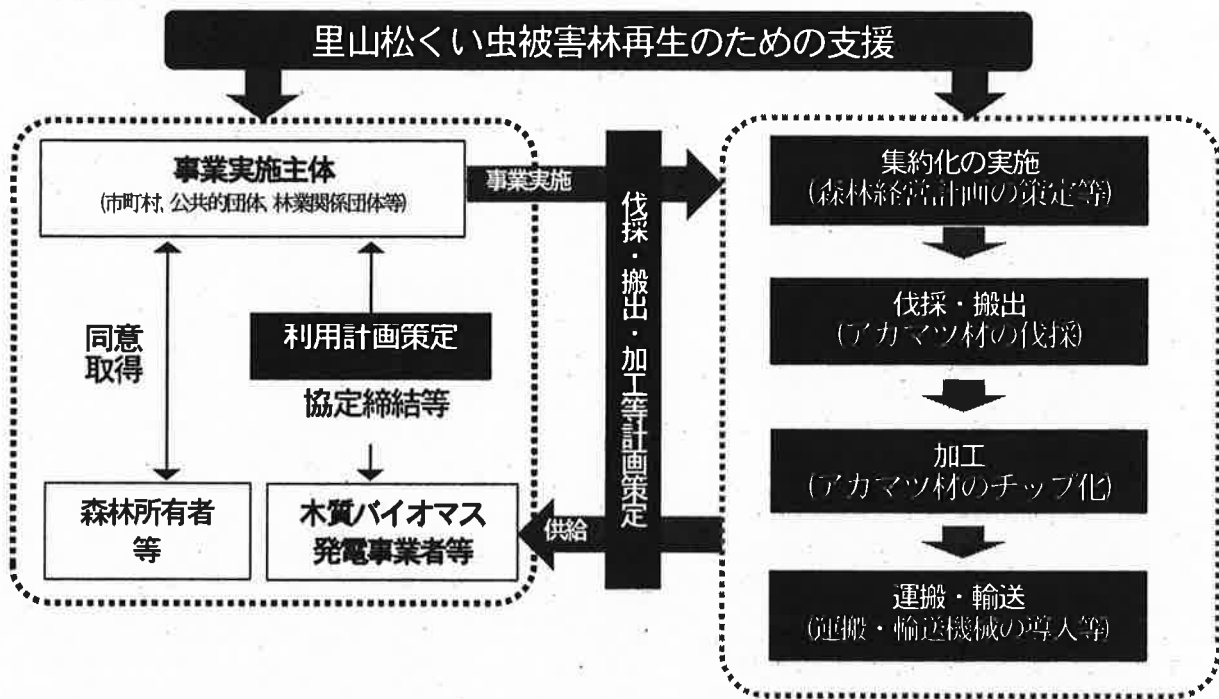 里山松くい虫被害林再生のための支援
事業実施主体
(市町村、公共的団体、林業関係団体等)
同意
取得
利用計画策定
協定締結等
森林所有者
等
木質バイオマス
発電事業者等
事業実施
伐採・搬出・加工等計画策定
供給
集約化の実施
(森林経営計画の策定等)
伐採・搬出
(アカマツ材の伐採)
加工
(アカマツ材のチップ化)
運搬・輸送
(運搬・輸送機械の導入等)